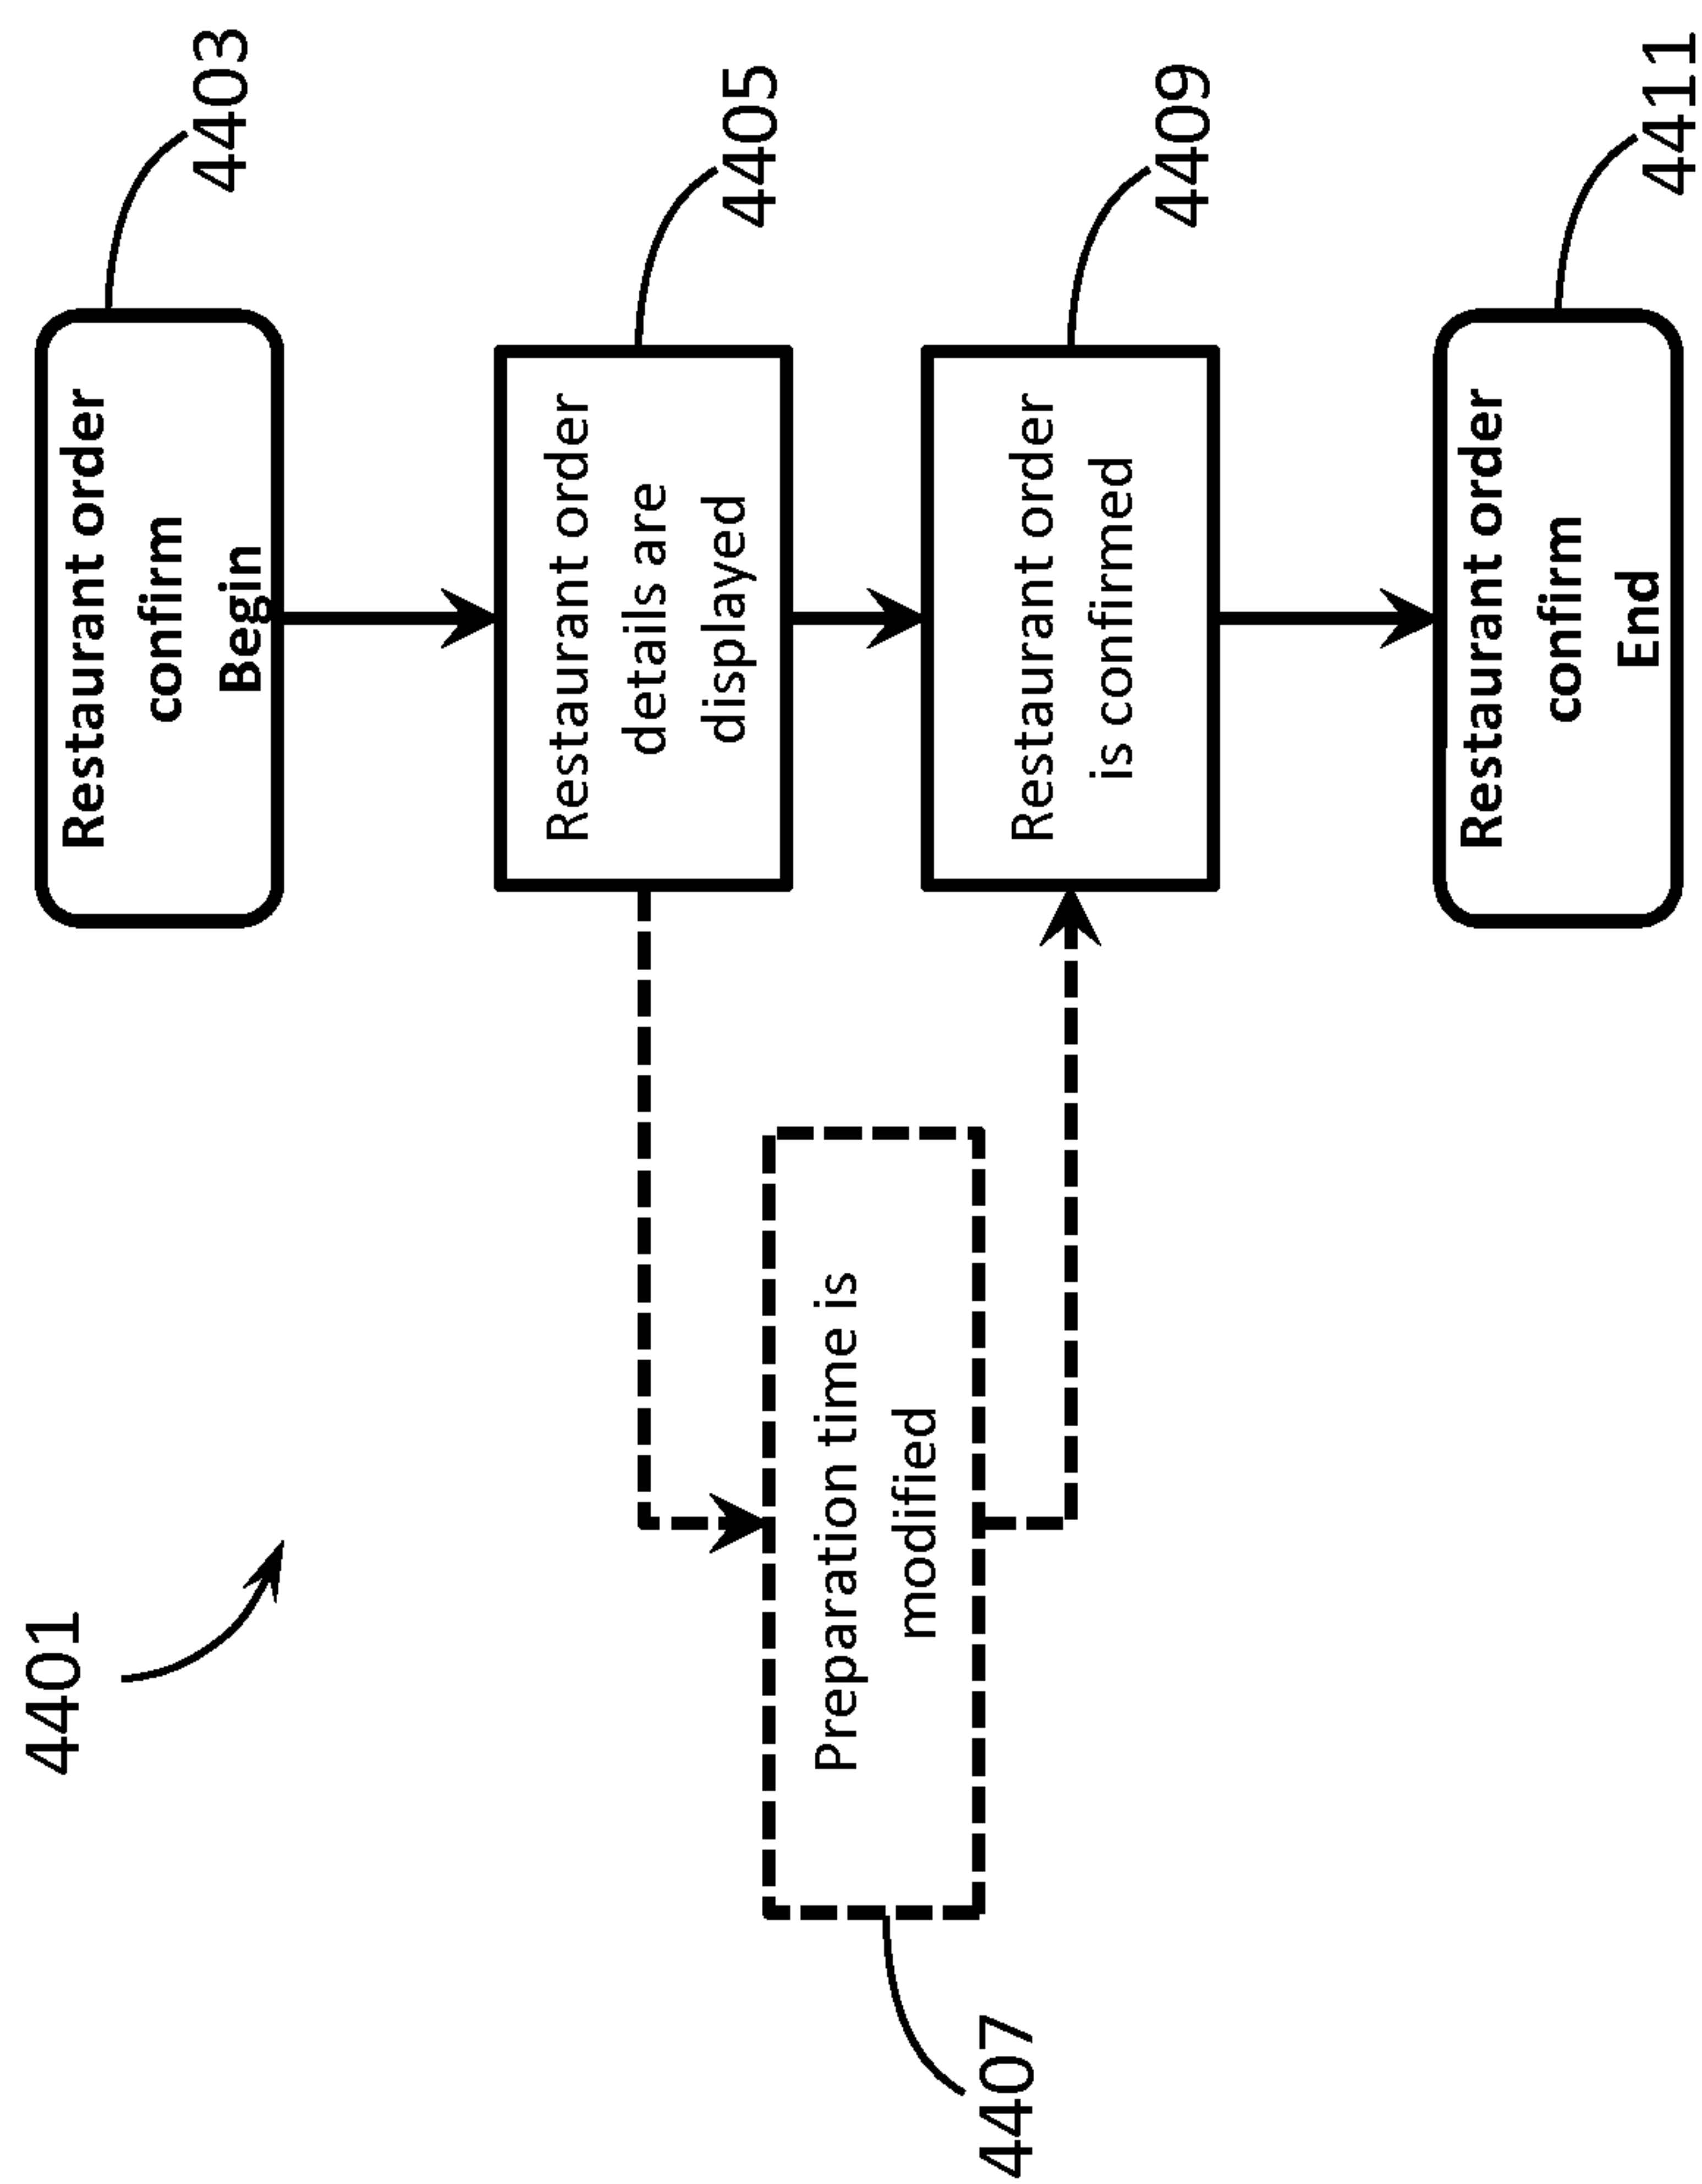 4401
Restaurant order
confirm
Begin
4403
Restaurant order
details are
displayed
4405
Preparation time is
modified
4407
Restaurant order
is confirmed
4409
Restaurant order
confirm
End
4411